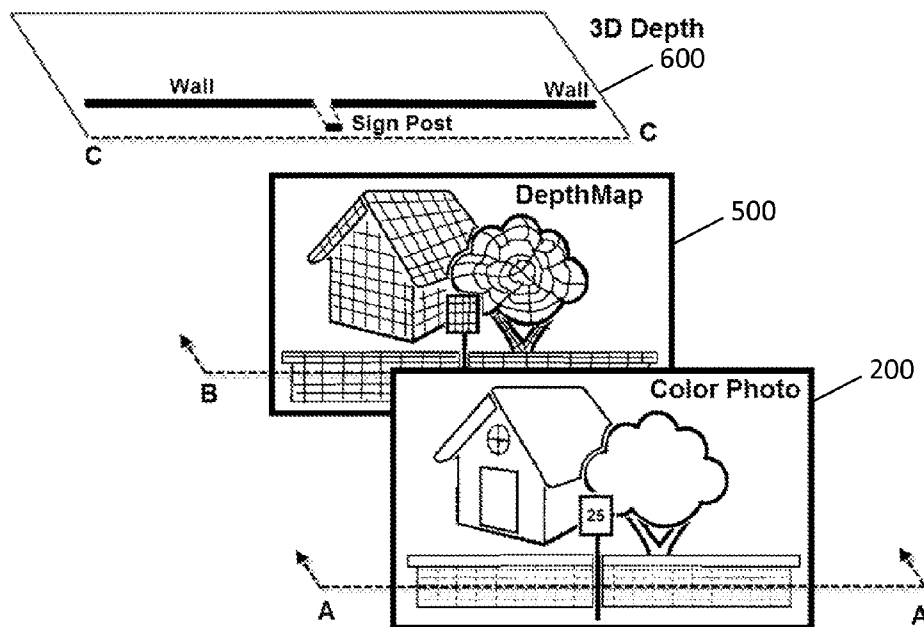 3D Depth
600
Wall
Wall
Sign Post
C
C
DepthMap
500
B
Color Photo
200
25
A
A